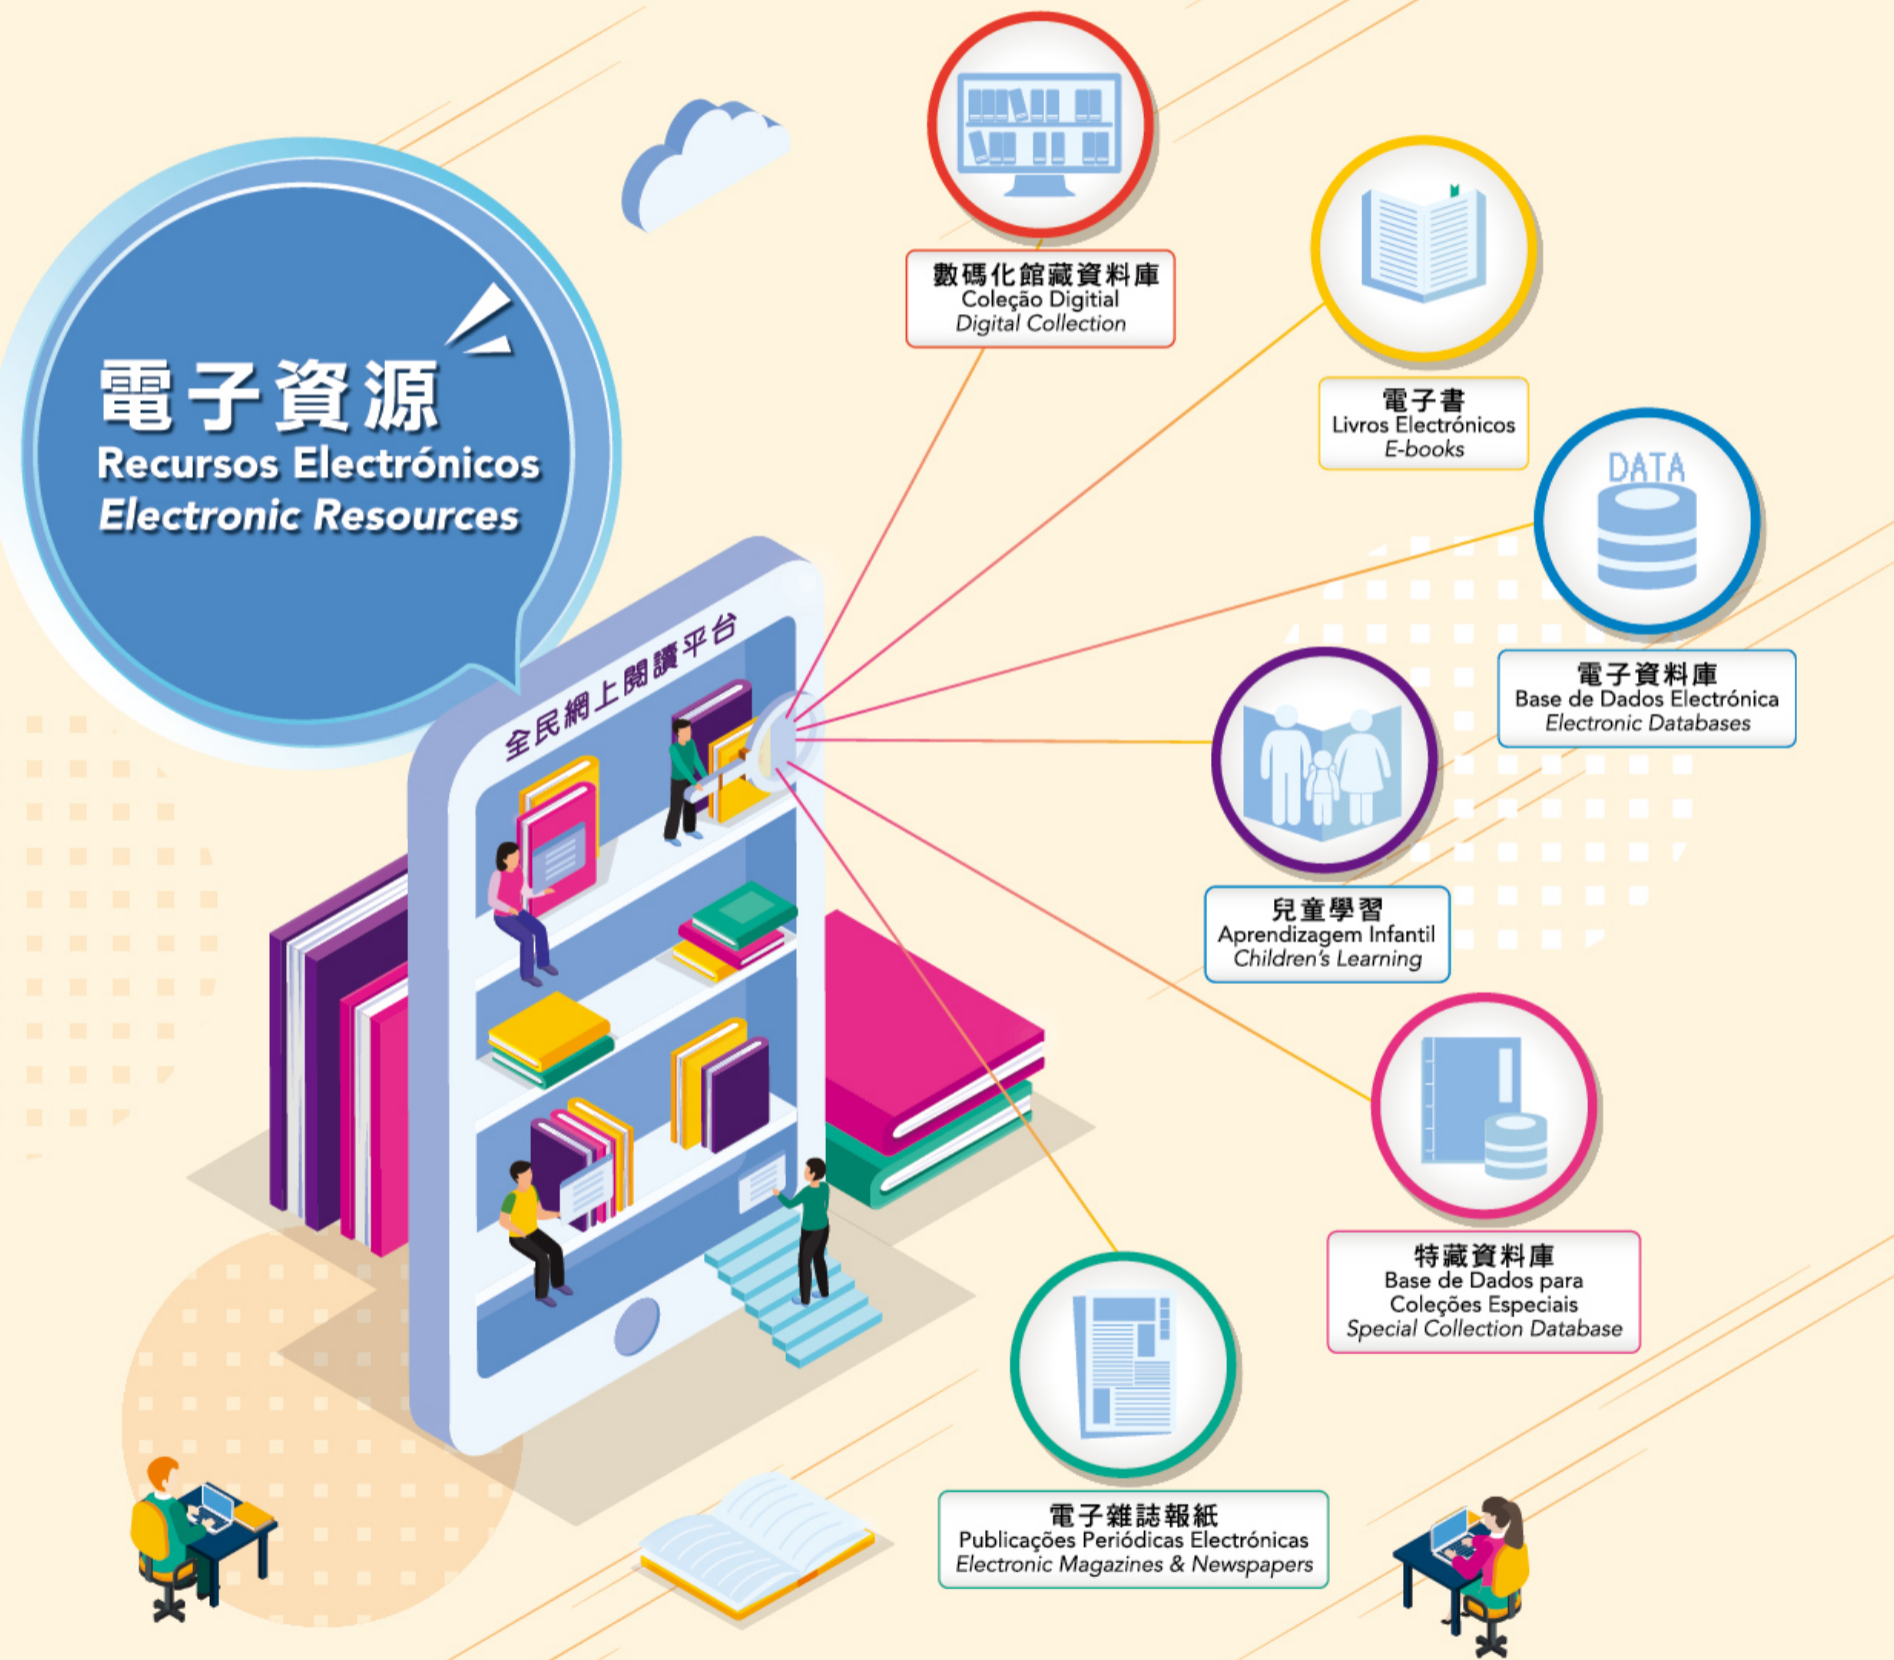 電子資源
Recursos Electrónicos
Electronic Resources
全民網上閱讀平台
數碼化館藏資料庫
Coleção Digitial
Digital Collection
電子書
Livros Electrónicos
E-books
DATA
電子資料庫
Base de Dados Electrónica
Electronic Databases
兒童學習
Aprendizagem Infantil
Children's Learning
特藏資料庫
Base de Dados para
Coleções Especiais
Special Collection Database
電子雜誌報紙
Publicações Periódicas Electrónicas
Electronic Magazines & Newspapers